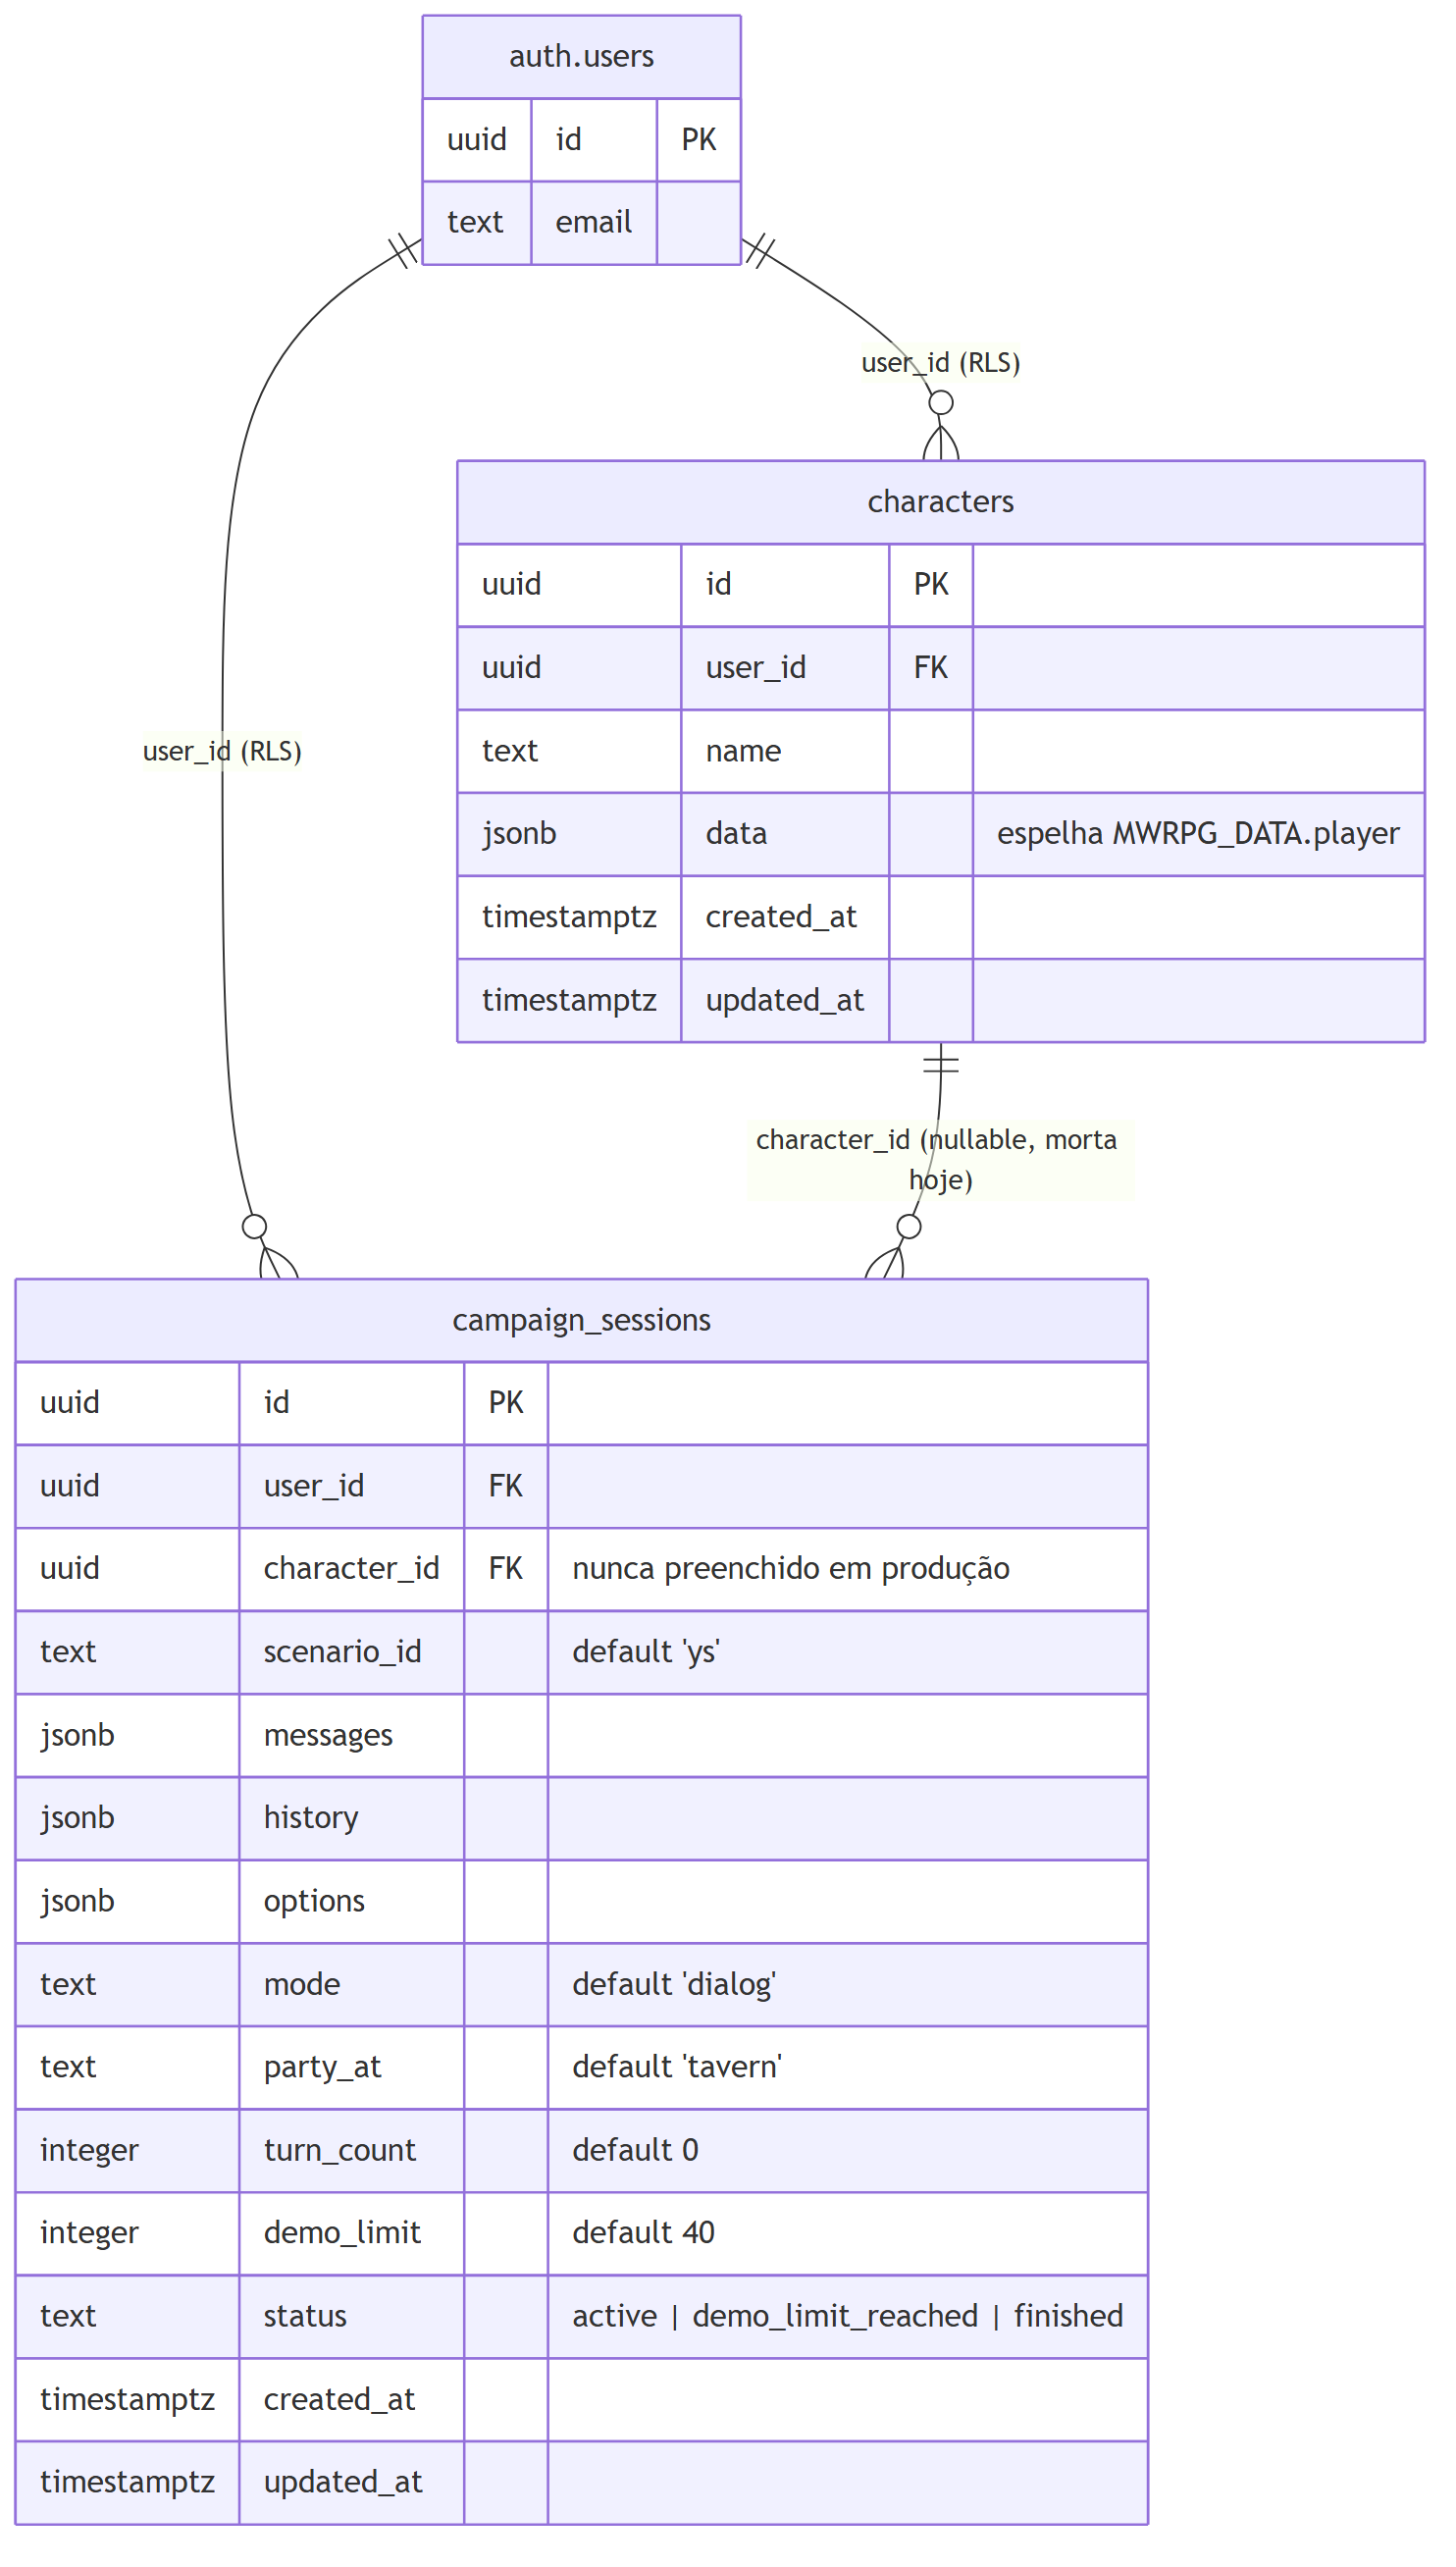 auth.users
uuid id PK
text email
user_id (RLS)
characters
uuid id PK
uuid user_id FK
text name
user_id (RLS)
jsonb data espelha MWRPG_DATA.player
timestamptz created_at
timestamptz updated_at
character_id (nullable, morta
hoje)
campaign_sessions
uuid id PK
uuid user_id FK
uuid character_id FK nunca preenchido em produção
text scenario_id default 'ys'
jsonb messages
jsonb history
jsonb options
text mode default 'dialog'
text party_at default 'tavern'
integer turn_count default 0
integer demo_limit default 40
text status active | demo_limit_reached | finished
timestamptz created_at
timestamptz updated_at